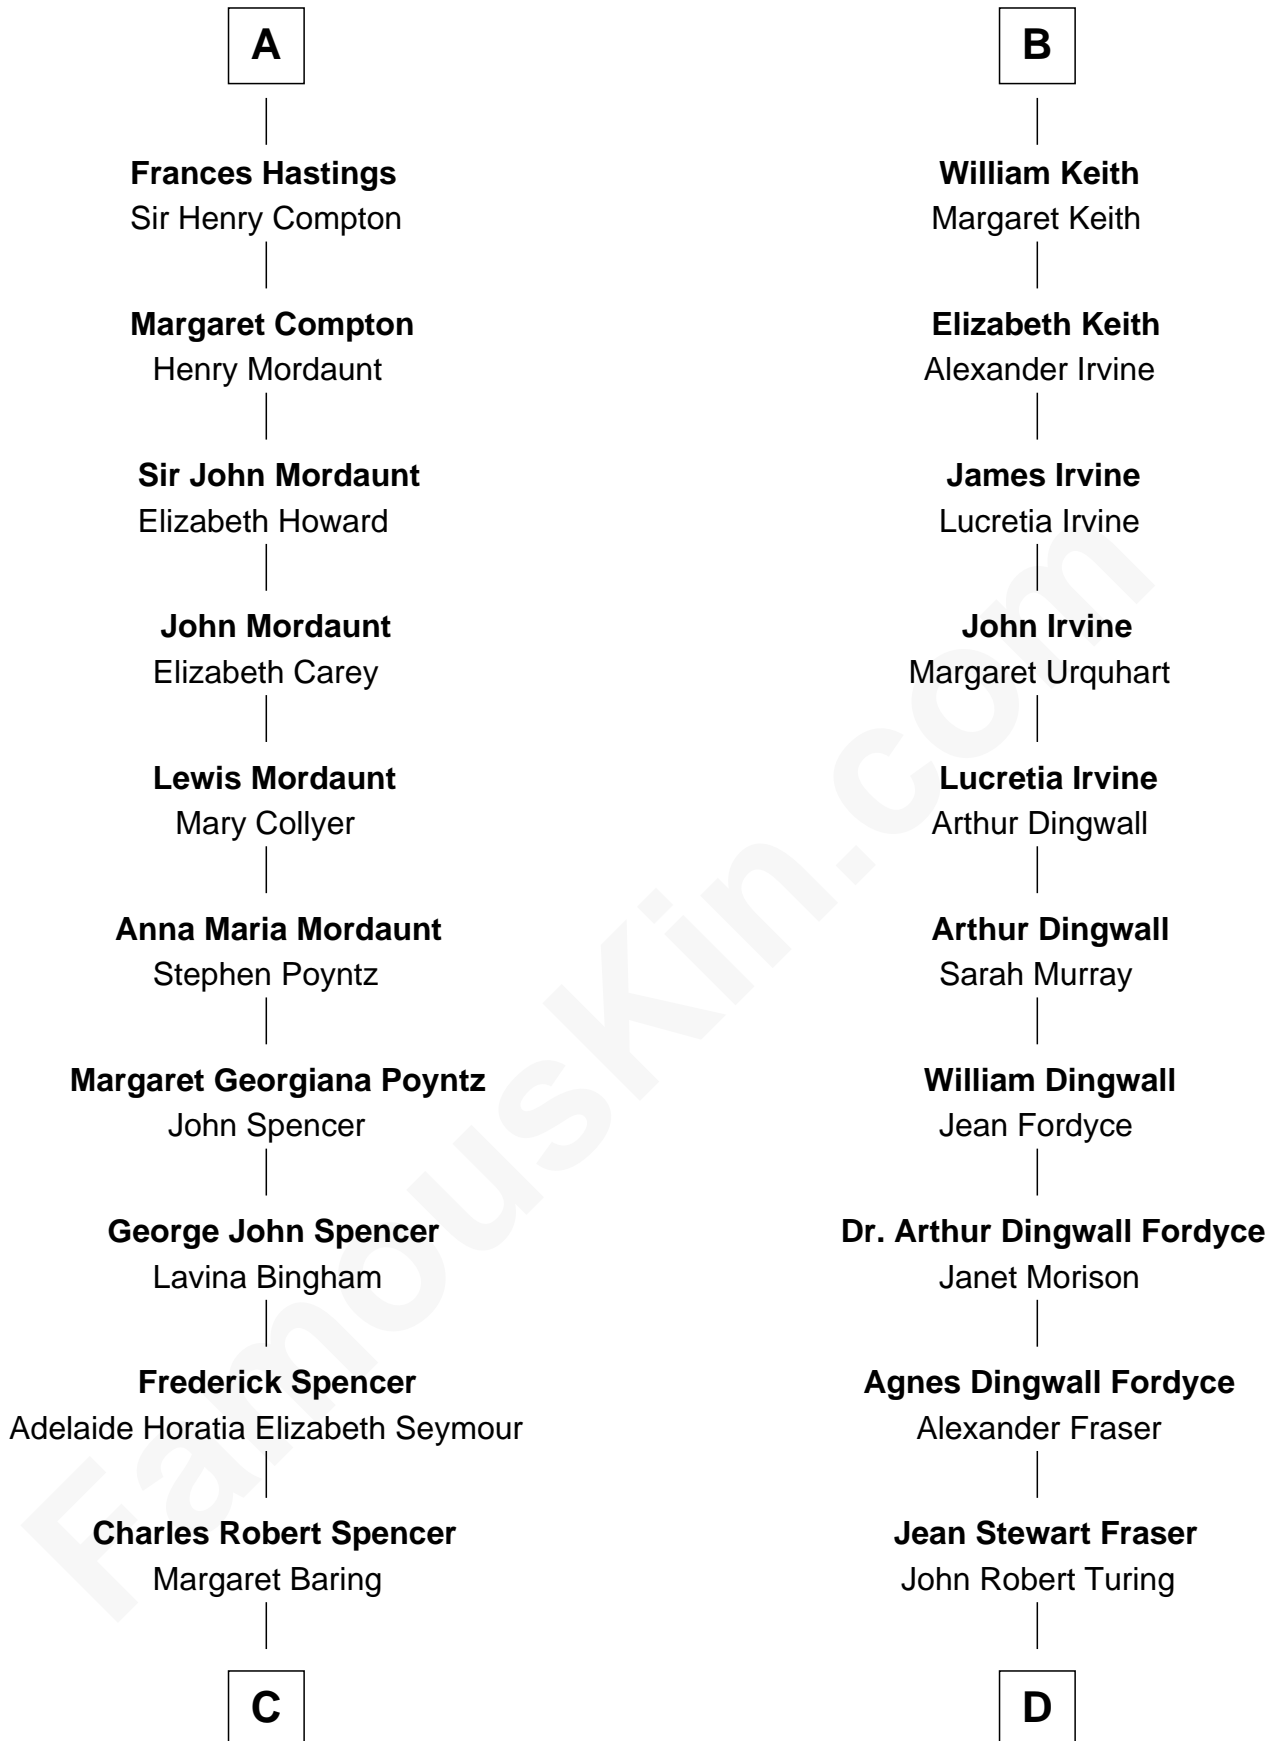 A
Frances Hastings
Sir Henry Compton
Margaret Compton
Henry Mordaunt
Sir John Mordaunt
Elizabeth Howard
John Mordaunt
Elizabeth Carey
Lewis Mordaunt
Mary Collyer
Anna Maria Mordaunt
Stephen Poyntz
Margaret Georgiana Poyntz
John Spencer
George John Spencer
Lavina Bingham
Frederick Spencer
Adelaide Horatia Elizabeth Seymour
Charles Robert Spencer
Margaret Baring
C
B
William Keith
Margaret Keith
Elizabeth Keith
Alexander Irvine
James Irvine
Lucretia Irvine
John Irvine
Margaret Urquhart
Lucretia Irvine
Arthur Dingwall
Arthur Dingwall
Sarah Murray
William Dingwall
Jean Fordyce
Dr. Arthur Dingwall Fordyce
Janet Morison
Agnes Dingwall Fordyce
Alexander Fraser
Jean Stewart Fraser
John Robert Turing
D
FamousKin.com